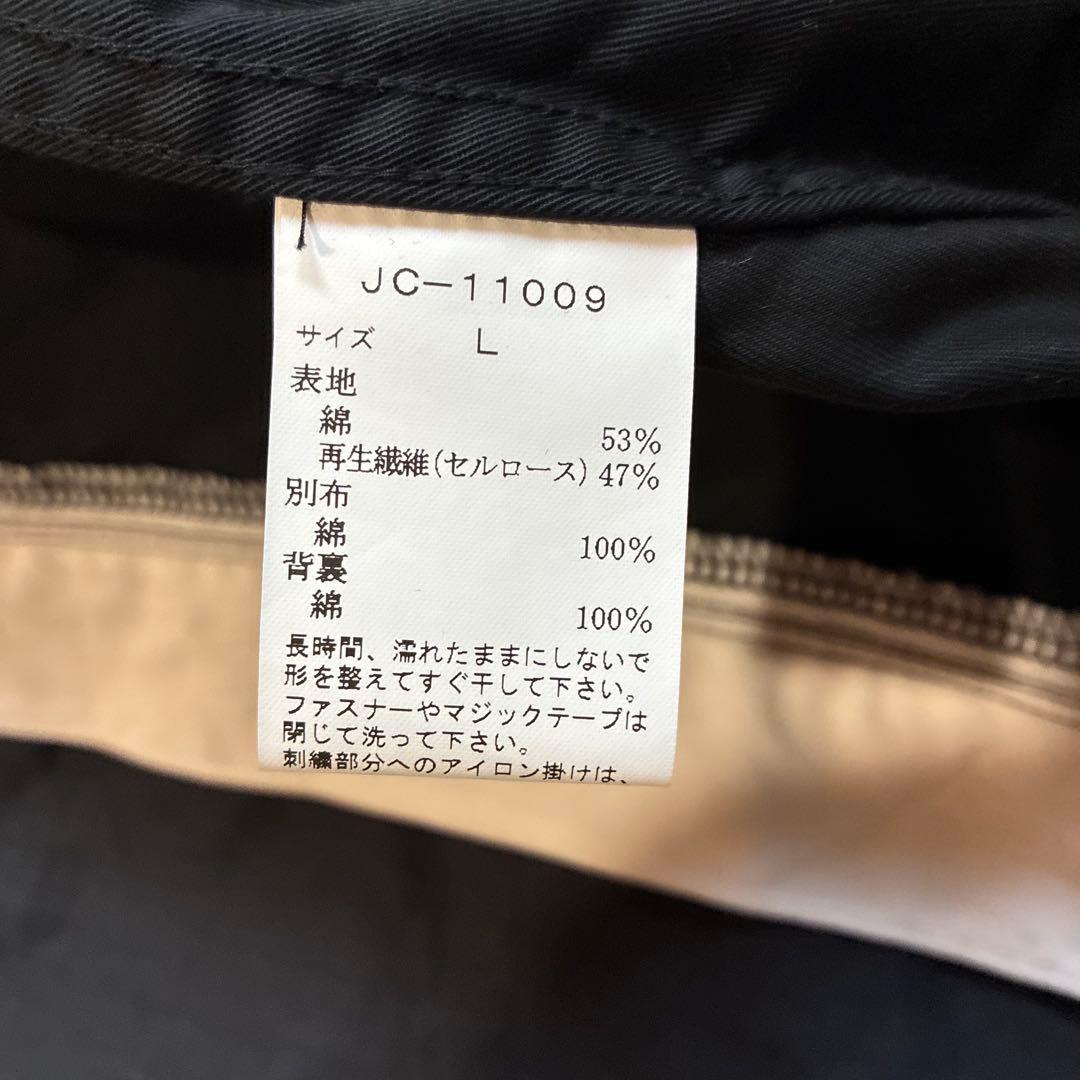 JC-11009
サイズ L
表地
綿 53%
再生繊維(セルロース) 47%
別布
綿 100%
背裏
綿 100%
長時間、濡れたままにしないで
形を整えてすぐ干して下さい。
ファスナーやマジックテープは
閉じて洗って下さい。
刺繍部分へのアイロン掛けは、